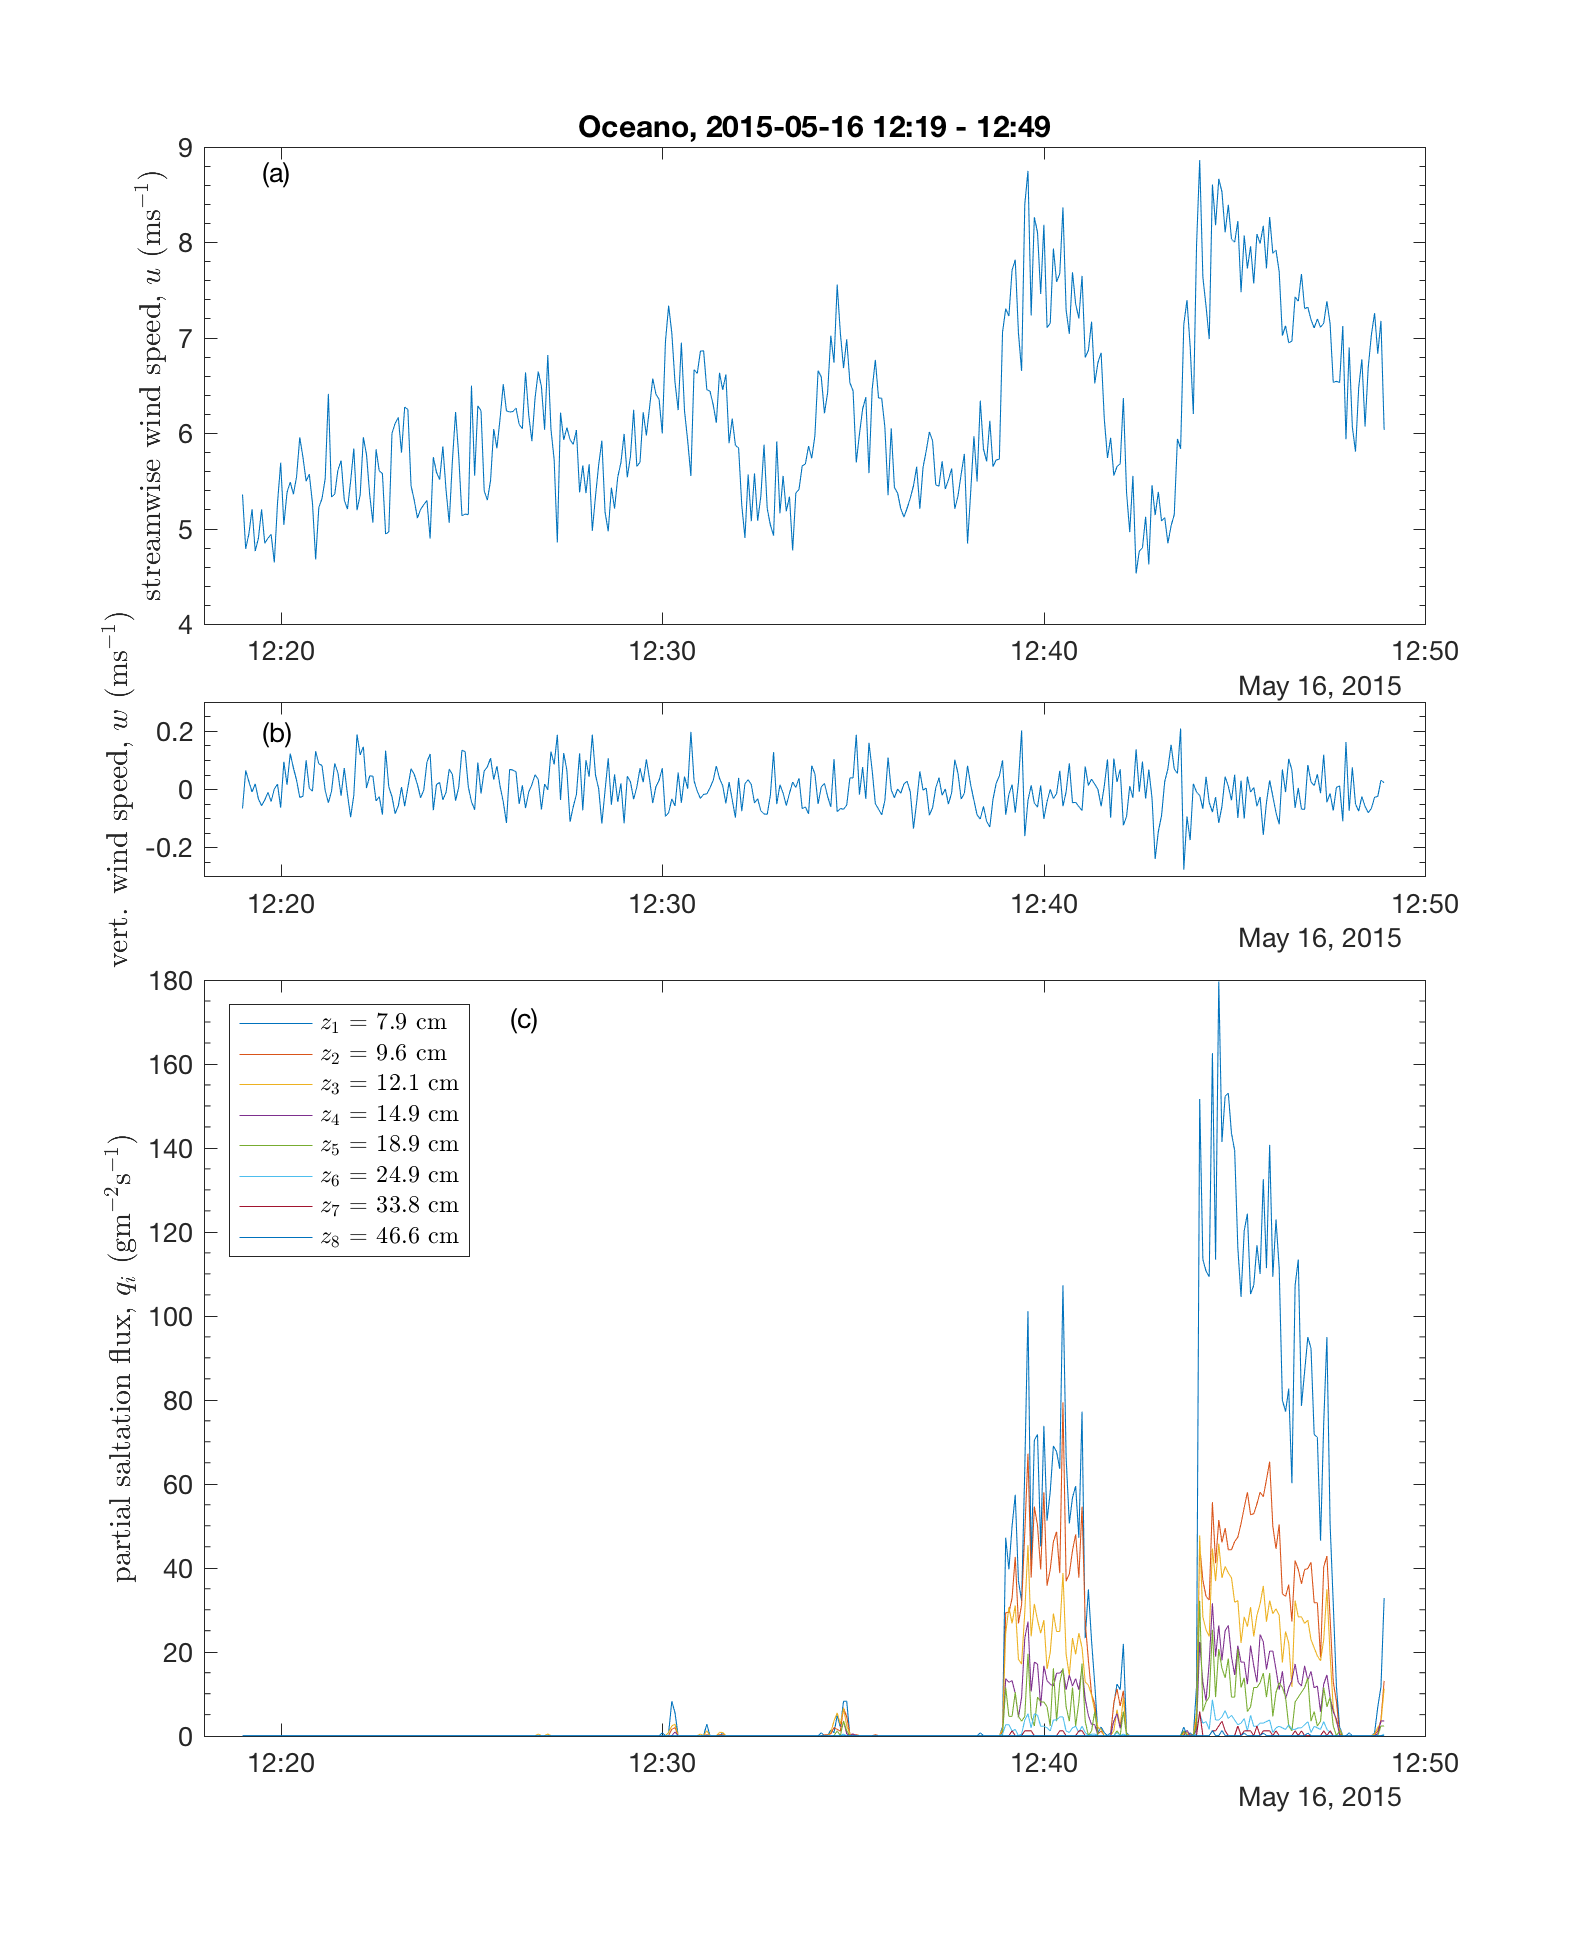 Oceano, 2015-05-16 12:19 - 12:49
(a)
streamwise wind speed, u (ms⁻¹)
9
8
7
6
5
4
12:20 12:30 12:40 12:50
May 16, 2015
(b)
vert. wind speed, w (ms⁻¹)
0.2
0
-0.2
12:20 12:30 12:40 12:50
May 16, 2015
(c)
partial saltation flux, qᵢ (gm⁻²s⁻¹)
180
160
140
120
100
80
60
40
20
0
z₁ = 7.9 cm
z₂ = 9.6 cm
z₃ = 12.1 cm
z₄ = 14.9 cm
z₅ = 18.9 cm
z₆ = 24.9 cm
z₇ = 33.8 cm
z₈ = 46.6 cm
12:20 12:30 12:40 12:50
May 16, 2015